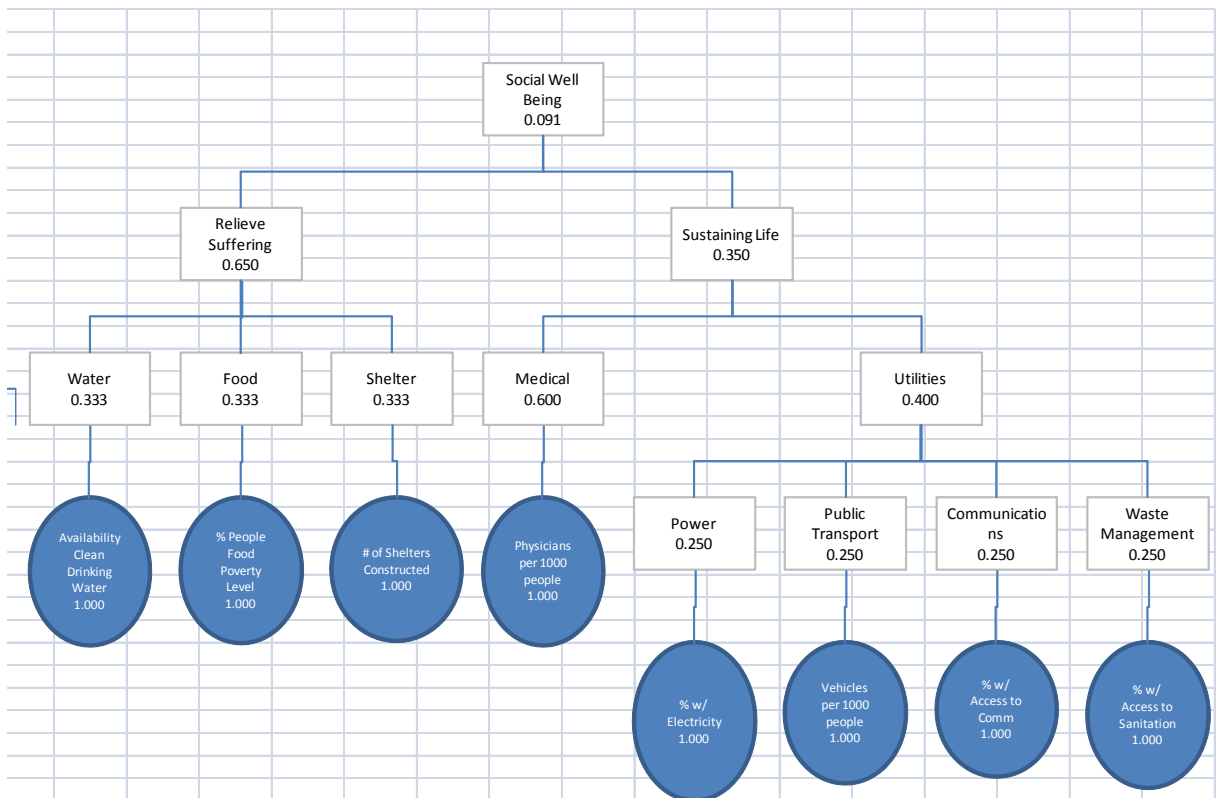 Social Well
Being
0.091
Relieve
Suffering
0.650
Sustaining Life
0.350
Water
0.333
Food
0.333
Shelter
0.333
Medical
0.600
Utilities
0.400
Availability
Clean
Drinking
Water
1.000
% People
Food
Poverty
Level
1.000
# of Shelters
Constructed
1.000
Physicians
per 1000
people
1.000
Power
0.250
Public
Transport
0.250
Communicatio
ns
0.250
Waste
Management
0.250
% w/
Electricity
1.000
Vehicles
per 1000
people
1.000
% w/
Access to
Comm
1.000
% w/
Access to
Sanitation
1.000